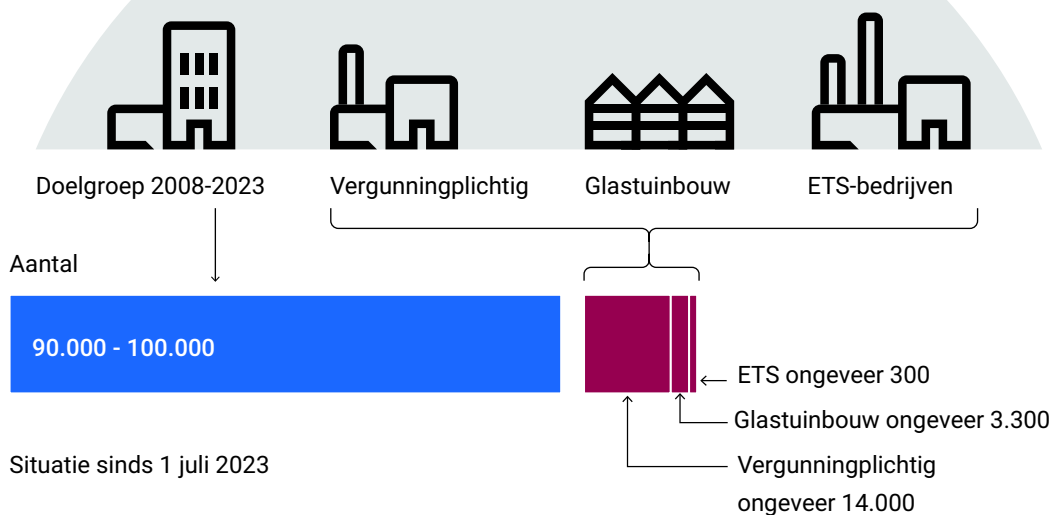 Doelgroep 2008-2023
Vergunningplichtig
Glastuinbouw
ETS-bedrijven
Aantal
90.000 - 100.000
ETS ongeveer 300
Glastuinbouw ongeveer 3.300
Situatie sinds 1 juli 2023
Vergunningplichtig
ongeveer 14.000